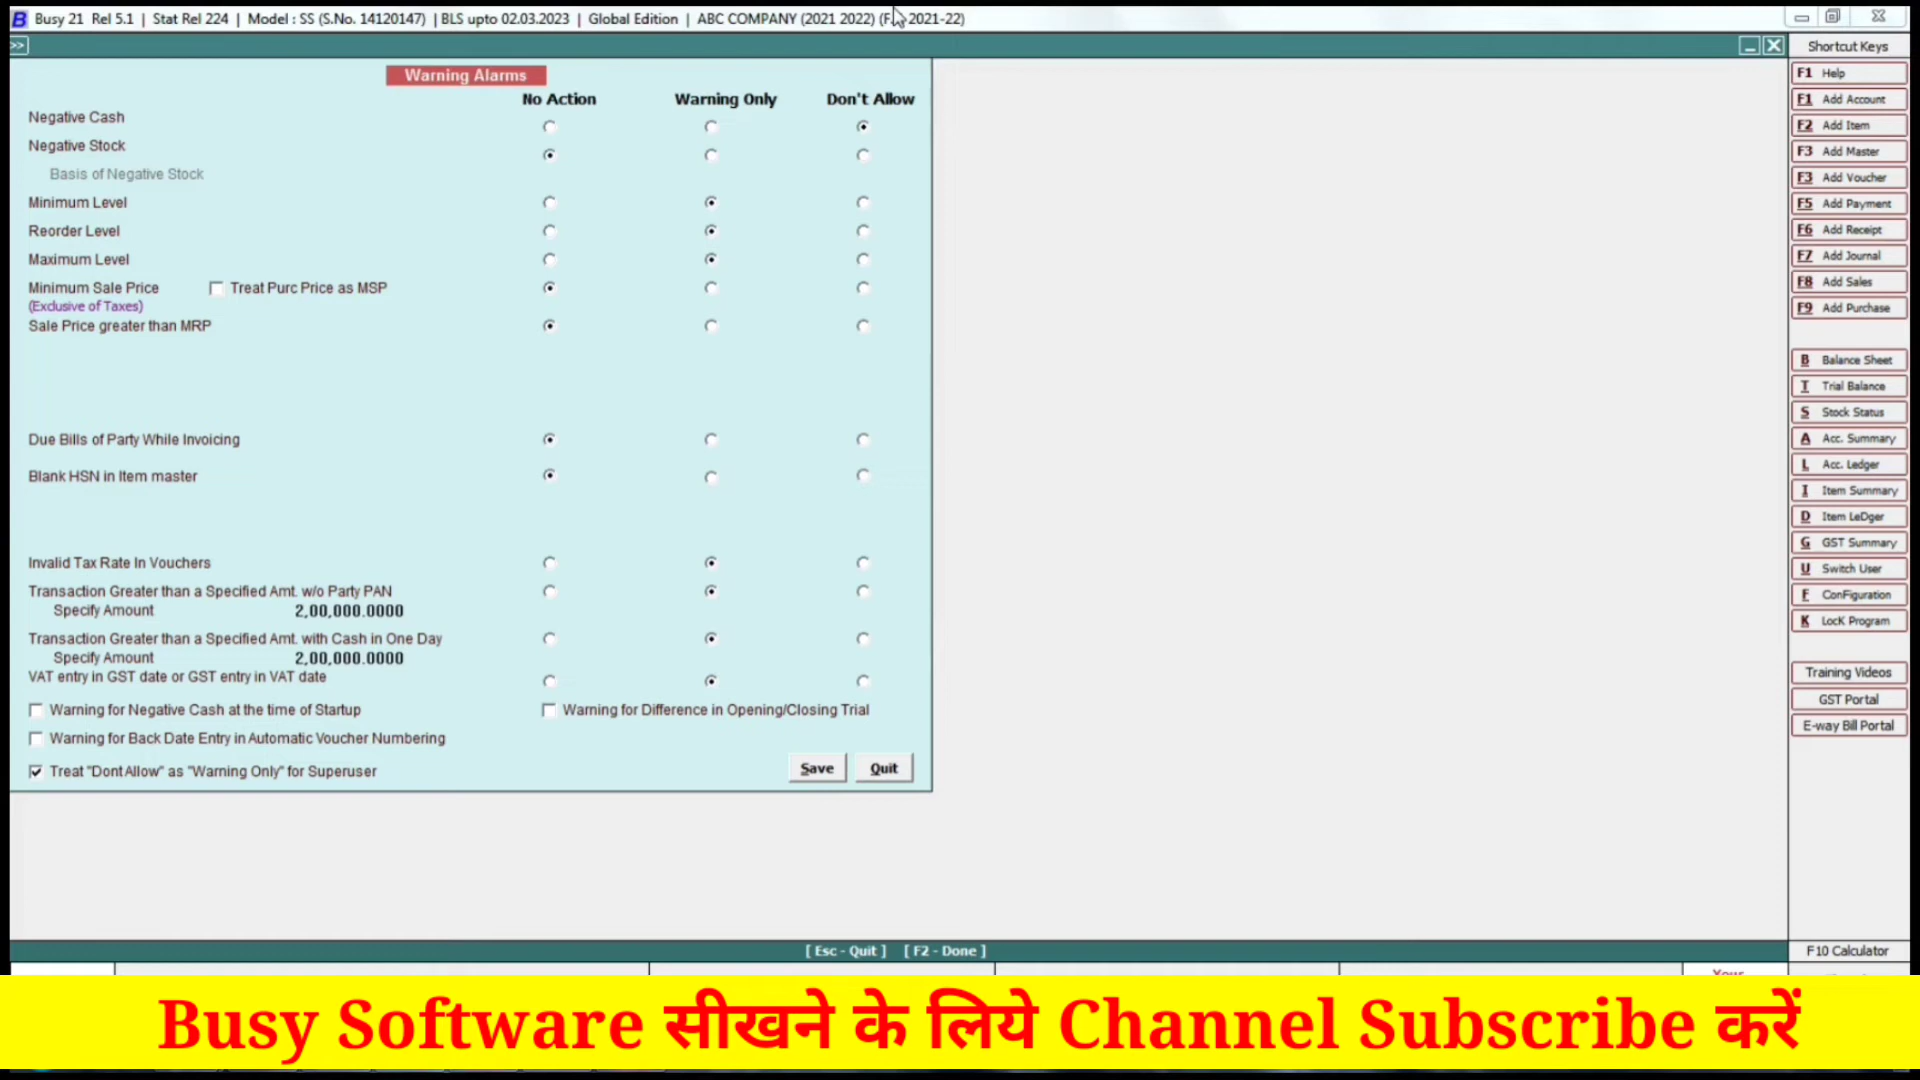 Busy 21 Rel 5.1 | Stat Rel 224 | Model : SS (S.No. 14120147) | BLS upto 02.03.2023 | Global Edition | ABC COMPANY (2021 2022) (F. 2021-22)
>>
Shortcut Keys
Warning Alarms
No Action Warning Only Don't Allow
Negative Cash
Negative Stock
Basis of Negative Stock
Minimum Level
Reorder Level
Maximum Level
Minimum Sale Price Treat Purc Price as MSP
(Exclusive of Taxes)
Sale Price greater than MRP
Due Bills of Party While Invoicing
Blank HSN in Item master
Invalid Tax Rate In Vouchers
Transaction Greater than a Specified Amt. w/o Party PAN
Specify Amount 2,00,000.0000
Transaction Greater than a Specified Amt. with Cash in One Day
Specify Amount 2,00,000.0000
VAT entry in GST date or GST entry in VAT date
Warning for Negative Cash at the time of Startup Warning for Difference in Opening/Closing Trial
Warning for Back Date Entry in Automatic Voucher Numbering
Treat "Dont Allow" as "Warning Only" for Superuser
Save Quit
F1 Help
F1 Add Account
F2 Add Item
F3 Add Master
F3 Add Voucher
F5 Add Payment
F6 Add Receipt
F7 Add Journal
F8 Add Sales
F9 Add Purchase
B Balance Sheet
T Trial Balance
S Stock Status
A Acc. Summary
L Acc. Ledger
I Item Summary
D Item LeDger
G GST Summary
U Switch User
F ConFiguration
K LocK Program
Training Videos
GST Portal
E-way Bill Portal
[ Esc - Quit ] [ F2 - Done ]
F10 Calculator
Busy Software सीखने के लिये Channel Subscribe करें